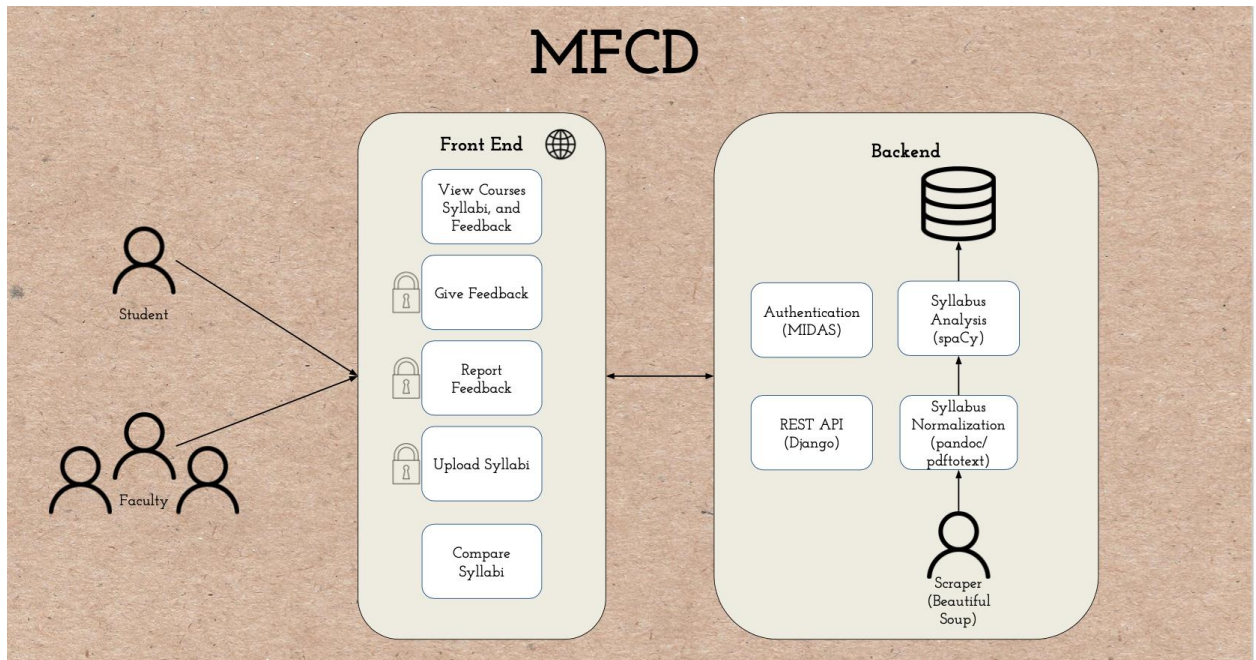 MFCD
Front End
View Courses
Syllabi, and
Feedback
Give Feedback
Report
Feedback
Upload Syllabi
Compare
Syllabi
Student
Faculty
Backend
Authentication
(MIDAS)
Syllabus
Analysis
(spaCy)
REST API
(Django)
Syllabus
Normalization
(pandoc/
pdftotext)
Scraper
(Beautiful
Soup)